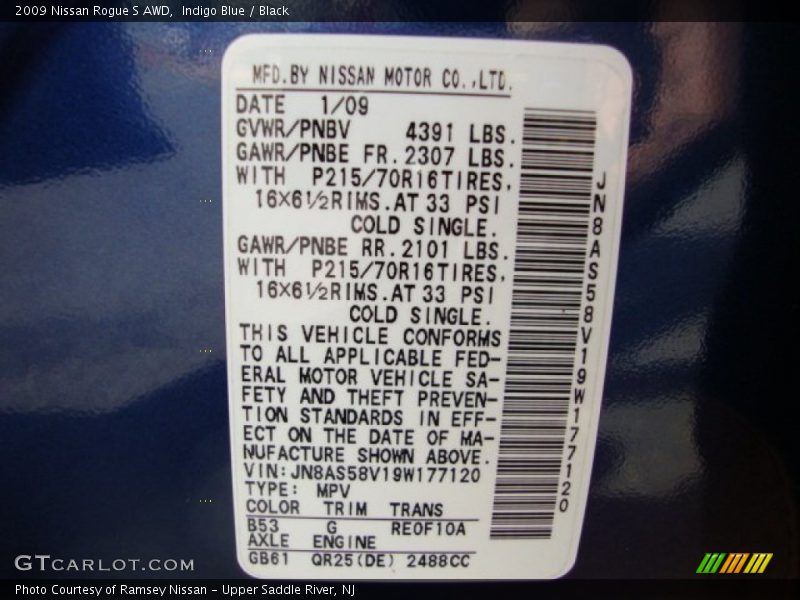 2009 Nissan Rogue S AWD, Indigo Blue / Black
MFD.BY NISSAN MOTOR CO.,LTD.
DATE 1/09
GVWR/PNBV 4391 LBS.
GAWR/PNBE FR.2307 LBS.
WITH P215/70R16TIRES,
16×6½RIMS.AT 33 PSI
COLD SINGLE.
GAWR/PNBE RR.2101 LBS.
WITH P215/70R16TIRES,
16×6½RIMS.AT 33 PSI
COLD SINGLE.
THIS VEHICLE CONFORMS
TO ALL APPLICABLE FED-
ERAL MOTOR VEHICLE SA-
FETY AND THEFT PREVEN-
TION STANDARDS IN EFF-
ECT ON THE DATE OF MA-
NUFACTURE SHOWN ABOVE.
VIN:JN8AS58V19W177120
TYPE: MPV
COLOR TRIM TRANS
B53 G RE0F10A
AXLE ENGINE
GB61 QR25(DE) 2488CC
JN8AS58V19W177120
GTCARLOT.COM
Photo Courtesy of Ramsey Nissan - Upper Saddle River, NJ